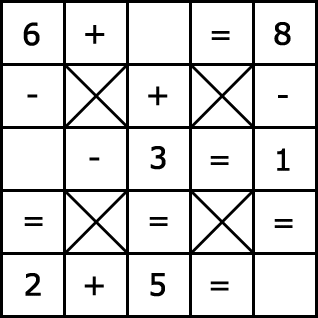 6 + = 8
- + -
- 3 = 1
= = =
2 + 5 =